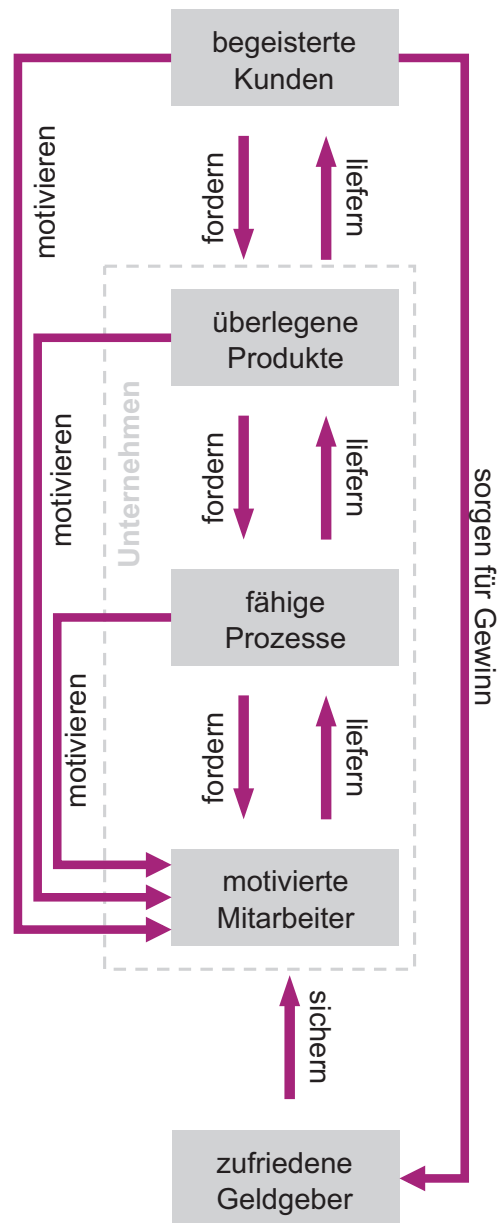 begeisterte
Kunden
motivieren
fordern
liefern
überlegene
Produkte
Unternehmen
motivieren
fordern
liefern
sorgen für Gewinn
fähige
Prozesse
motivieren
fordern
liefern
motivierte
Mitarbeiter
sichern
zufriedene
Geldgeber